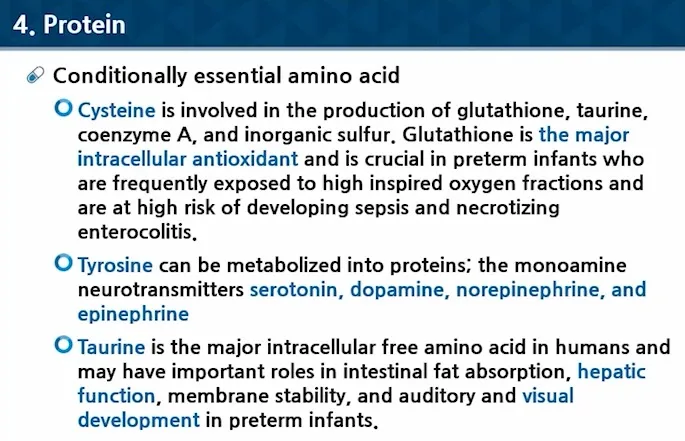 4. Protein
Conditionally essential amino acid
Cysteine is involved in the production of glutathione, taurine,
coenzyme A, and inorganic sulfur. Glutathione is the major
intracellular antioxidant and is crucial in preterm infants who
are frequently exposed to high inspired oxygen fractions and
are at high risk of developing sepsis and necrotizing
enterocolitis.
Tyrosine can be metabolized into proteins; the monoamine
neurotransmitters serotonin, dopamine, norepinephrine, and
epinephrine
Taurine is the major intracellular free amino acid in humans and
may have important roles in intestinal fat absorption, hepatic
function, membrane stability, and auditory and visual
development in preterm infants.